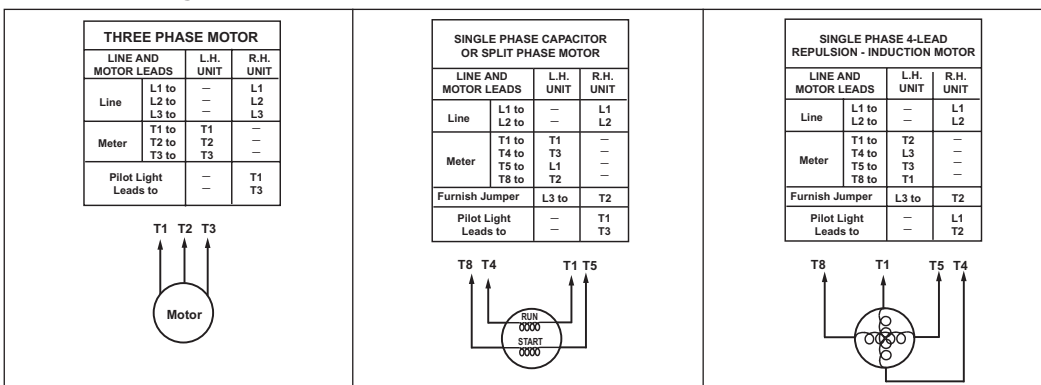 THREE PHASE MOTOR
LINE AND MOTOR LEADS L.H. UNIT R.H. UNIT
Line L1 to – L1
L2 to – L2
L3 to – L3
Meter T1 to T1 –
T2 to T2 –
T3 to T3 –
Pilot Light Leads to – T1
– T3
T1 T2 T3
Motor
SINGLE PHASE CAPACITOR
OR SPLIT PHASE MOTOR
LINE AND MOTOR LEADS L.H. UNIT R.H. UNIT
Line L1 to – L1
L2 to – L2
Meter T1 to T1 –
T4 to T3 –
T5 to L1 –
T8 to T2 –
Furnish Jumper L3 to T2
Pilot Light Leads to – T1
– T3
T8 T4 T1 T5
RUN
START
SINGLE PHASE 4-LEAD
REPULSION - INDUCTION MOTOR
LINE AND MOTOR LEADS L.H. UNIT R.H. UNIT
Line L1 to – L1
L2 to – L2
Meter T1 to T2 –
T4 to L3 –
T5 to T3 –
T8 to T1 –
Furnish Jumper L3 to T2
Pilot Light Leads to – L1
– T2
T8 T1 T5 T4